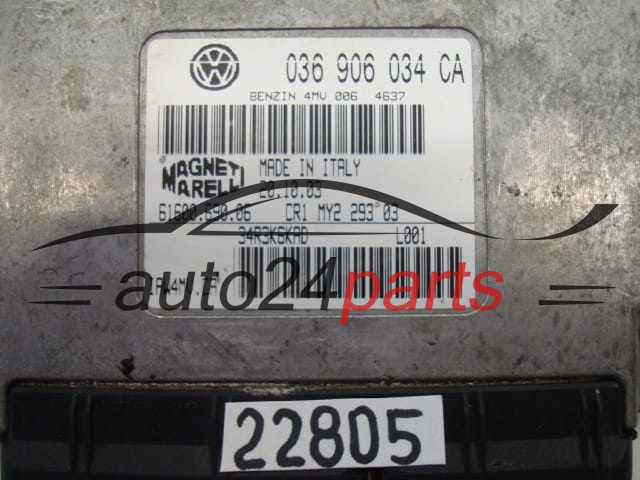 036 906 034 CA
BENZIN 4MV 006 4637
MAGNETI MARELLI
MADE IN ITALY
20.10.03
61600.690.06 CR1 MY2 293 03
34R3K6KAD L001
auto24parts
22805